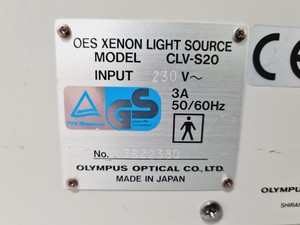 OES XENON LIGHT SOURCE
MODEL CLV-S20
INPUT 230 V~
3A
50/60Hz
GS
No. 7622330
OLYMPUS OPTICAL CO., LTD.
MADE IN JAPAN
CE
OLYMPUS